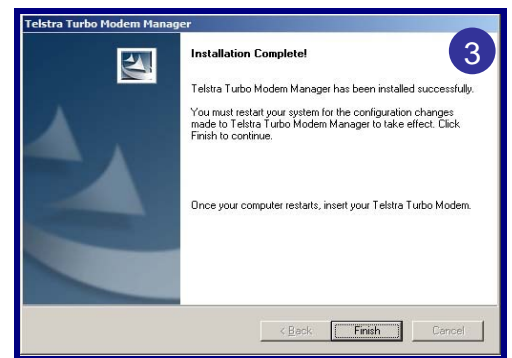 Telstra Turbo Modem Manager
3
Installation Complete!
Telstra Turbo Modem Manager has been installed successfully.
You must restart your system for the configuration changes
made to Telstra Turbo Modem Manager to take effect. Click
Finish to continue.
Once your computer restarts, insert your Telstra Turbo Modem.
< Back
Finish
Cancel